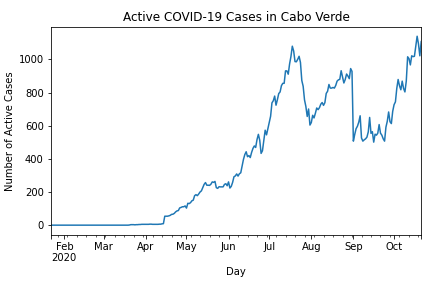 Active COVID-19 Cases in Cabo Verde
Number of Active Cases
1000
800
600
400
200
0
Feb Mar Apr May Jun Jul Aug Sep Oct
2020
Day